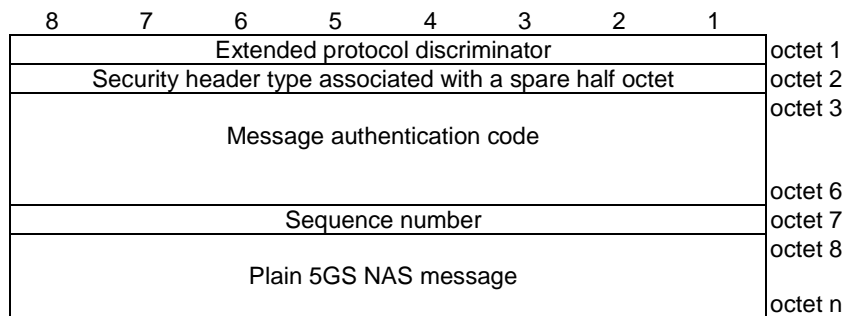 8 7 6 5 4 3 2 1
Extended protocol discriminator octet 1
Security header type associated with a spare half octet octet 2
octet 3
Message authentication code
octet 6
Sequence number octet 7
octet 8
Plain 5GS NAS message
octet n